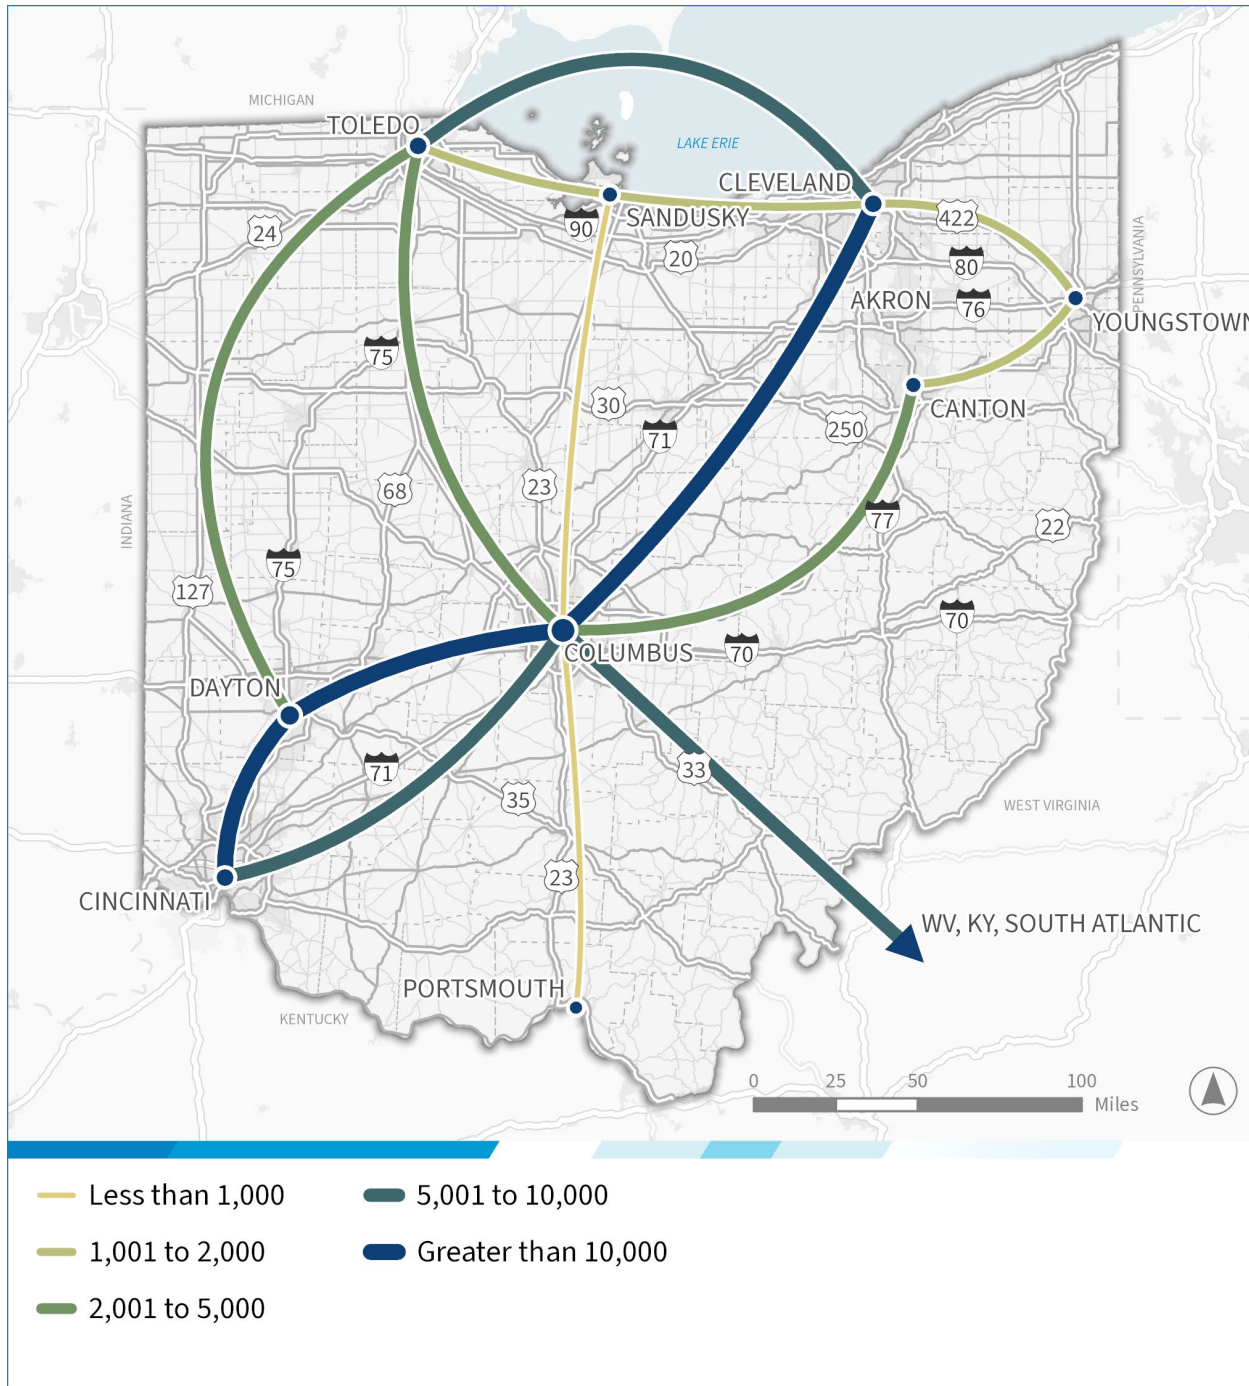 MICHIGAN
TOLEDO
LAKE ERIE
CLEVELAND
SANDUSKY
90
422
24
20
80
PENNSYLVANIA
AKRON
76
YOUNGSTOWN
75
30
CANTON
71
250
68
23
77
INDIANA
22
75
127
70
70
COLUMBUS
DAYTON
71
33
35
WEST VIRGINIA
23
CINCINNATI
WV, KY, SOUTH ATLANTIC
PORTSMOUTH
KENTUCKY
0 25 50 100
Miles
Less than 1,000
5,001 to 10,000
1,001 to 2,000
Greater than 10,000
2,001 to 5,000